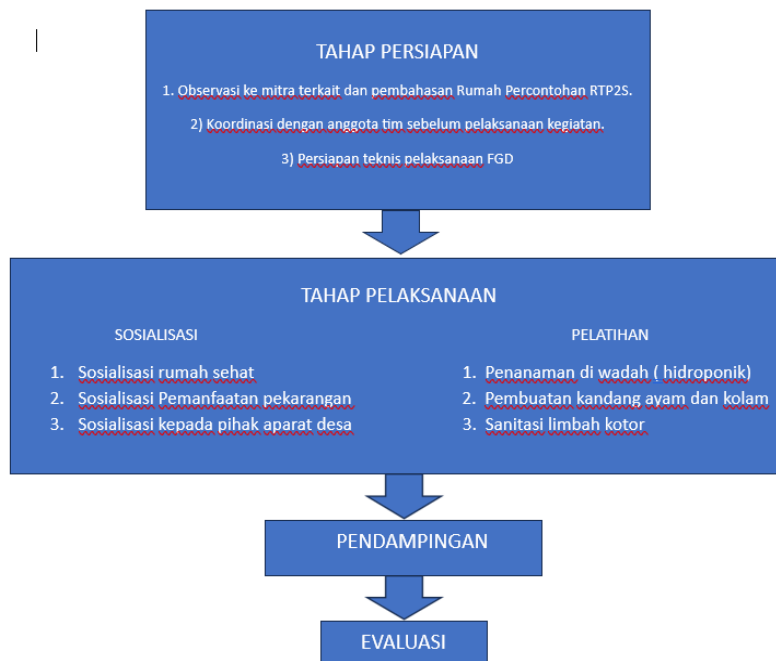 TAHAP PERSIAPAN
1. Observasi ke mitra terkait dan pembahasan Rumah Percontohan RTP2S.
2) Koordinasi dengan anggota tim sebelum pelaksanaan kegiatan.
3) Persiapan teknis pelaksanaan FGD
TAHAP PELAKSANAAN
SOSIALISASI
1. Sosialisasi rumah sehat
2. Sosialisasi Pemanfaatan pekarangan
3. Sosialisasi kepada pihak aparat desa
PELATIHAN
1. Penanaman di wadah ( hidroponik)
2. Pembuatan kandang ayam dan kolam
3. Sanitasi limbah kotor
PENDAMPINGAN
EVALUASI